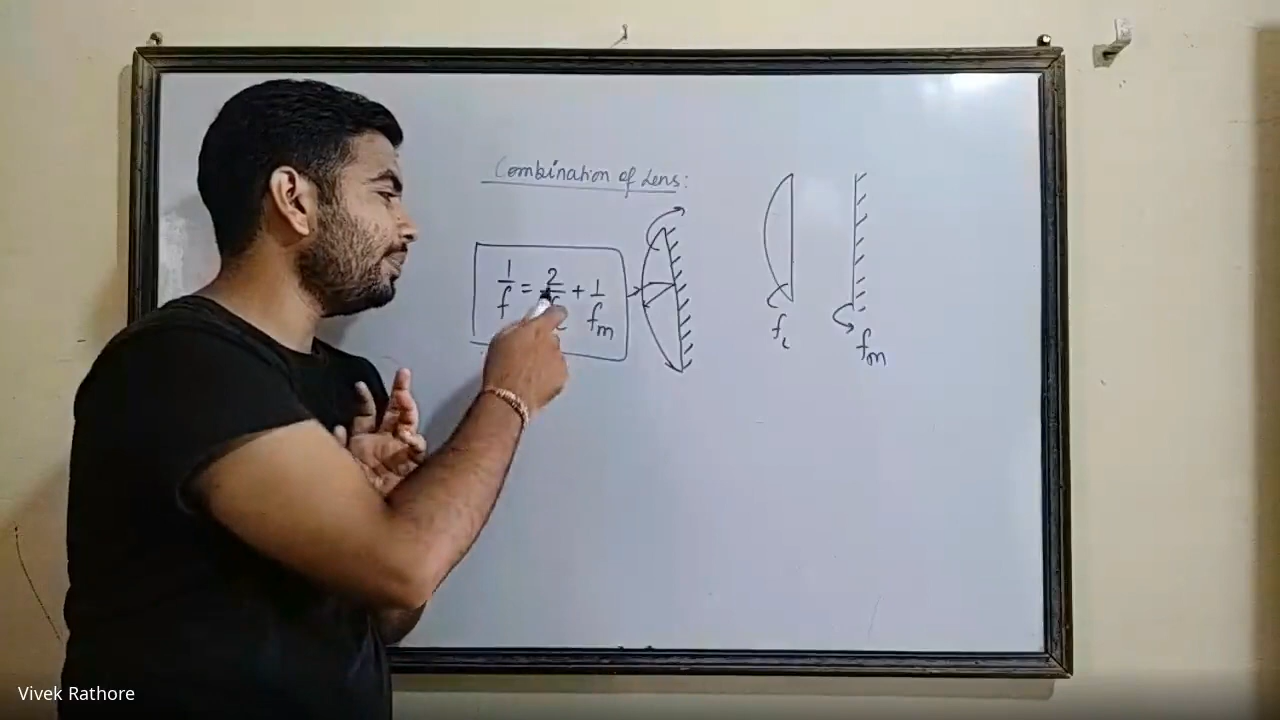 Combination of Lens:
1/f = 2/f + 1/fm
fL
fm
Vivek Rathore